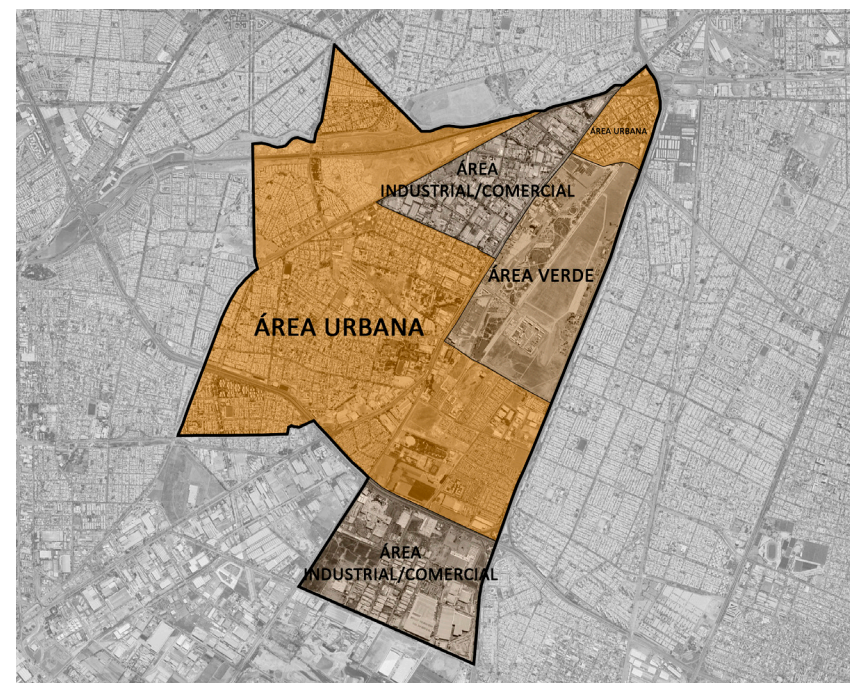 ÁREA URBANA
ÁREA
INDUSTRIAL/COMERCIAL
ÁREA VERDE
ÁREA URBANA
ÁREA
INDUSTRIAL/COMERCIAL